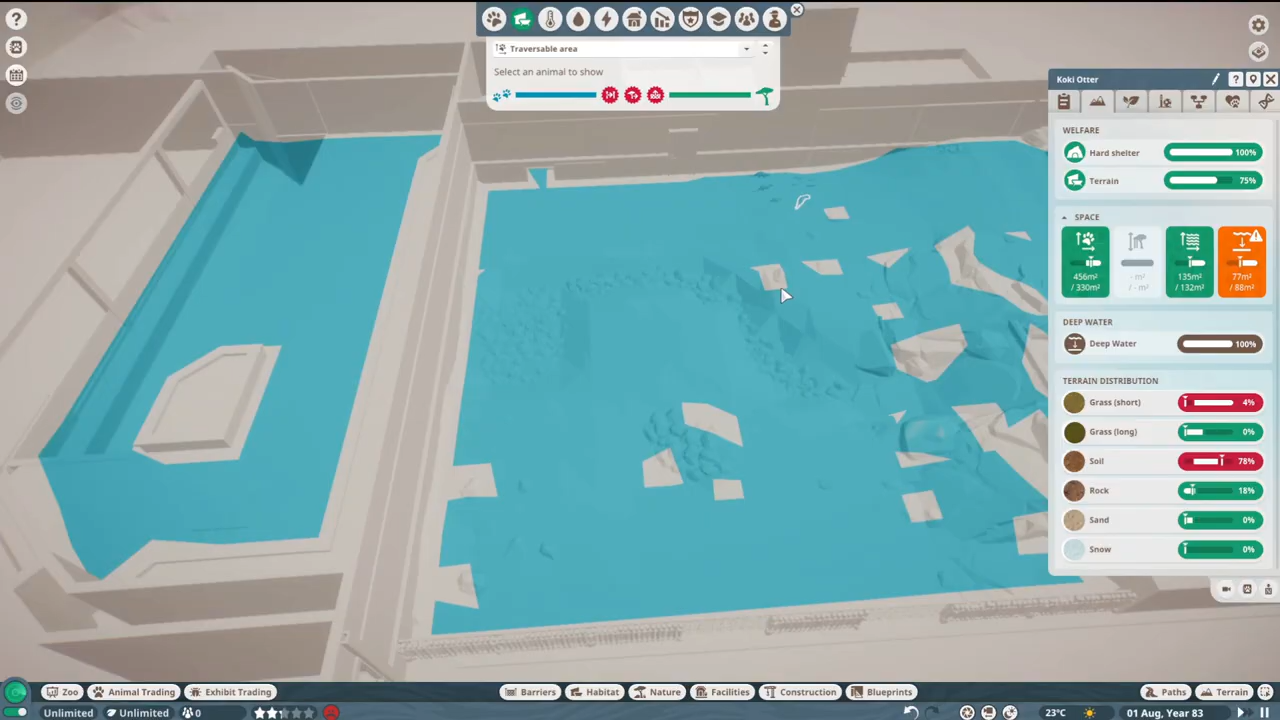 Traversable area
Select an animal to show
Koki Otter
WELFARE
Hard shelter 100%
Terrain 75%
SPACE
456m² / 330m²
- m² / - m²
135m² / 132m²
77m² / 88m²
DEEP WATER
Deep Water 100%
TERRAIN DISTRIBUTION
Grass (short) 4%
Grass (long) 0%
Soil 78%
Rock 18%
Sand 0%
Snow 0%
Zoo Animal Trading Exhibit Trading Barriers Habitat Nature Facilities Construction Blueprints Paths Terrain
Unlimited Unlimited 0 23°C 01 Aug, Year 83